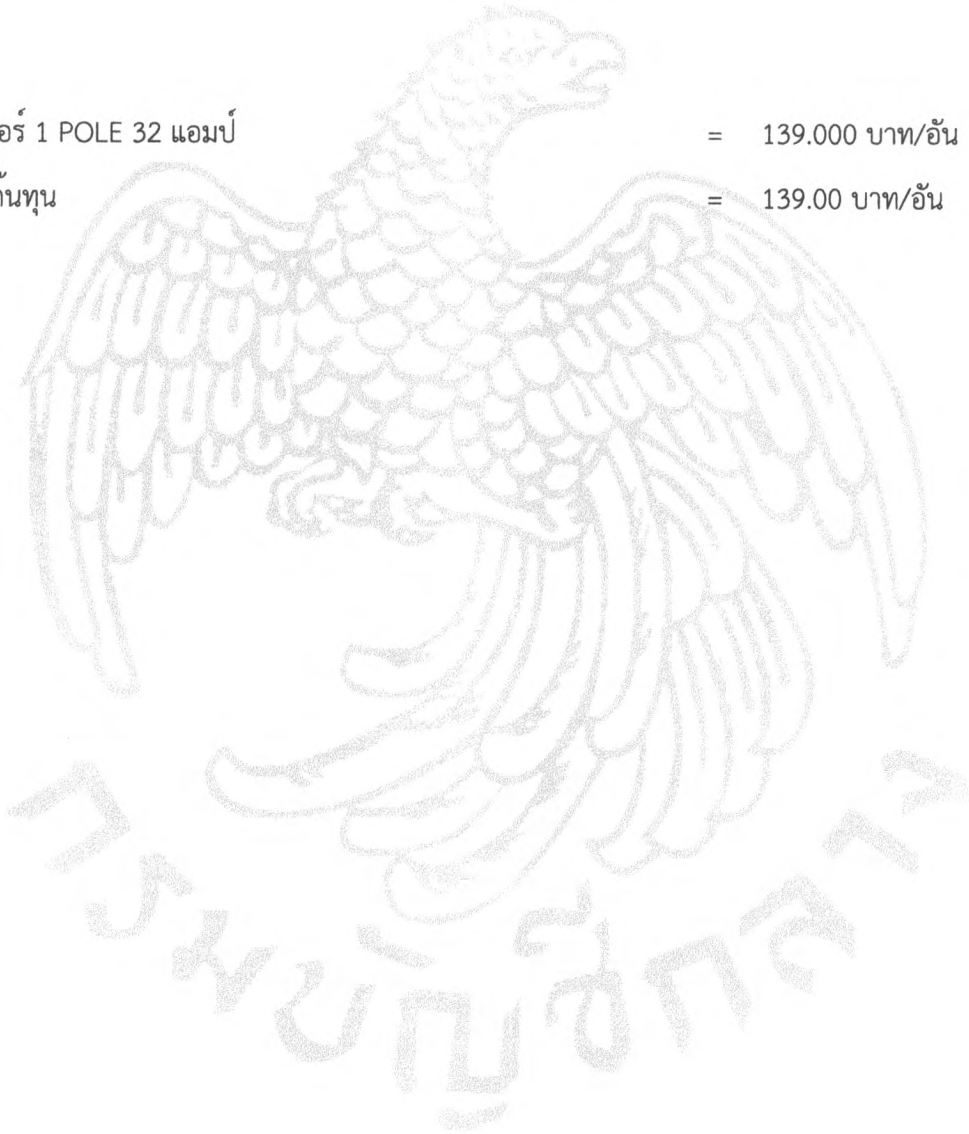 อร์ 1 POLE 32 แอมป์ = 139.000 บาท/อัน
้นทุน = 139.00 บาท/อัน
กรมบัญชีกลาง